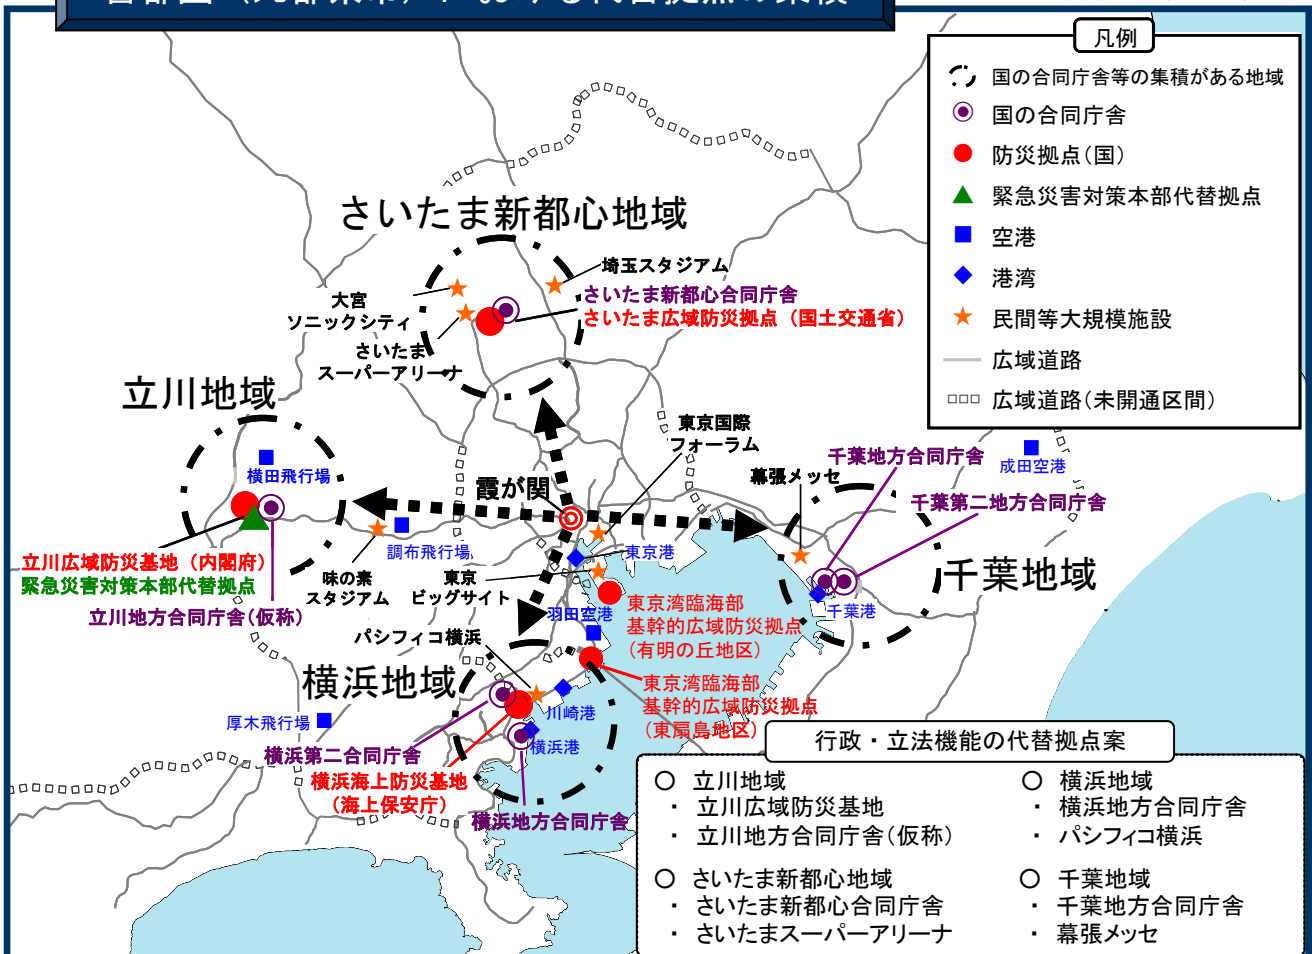 首都圏（九都県市）における代替拠点の集積
凡例
国の合同庁舎等の集積がある地域
国の合同庁舎
防災拠点(国)
緊急災害対策本部代替拠点
空港
港湾
民間等大規模施設
広域道路
広域道路(未開通区間)
さいたま新都心地域
埼玉スタジアム
大宮
ソニックシティ
さいたま新都心合同庁舎
さいたま広域防災拠点（国土交通省）
さいたま
スーパーアリーナ
立川地域
横田飛行場
東京国際
フォーラム
霞が関
千葉地方合同庁舎
成田空港
幕張メッセ
千葉第二地方合同庁舎
調布飛行場
東京港
立川広域防災基地（内閣府）
緊急災害対策本部代替拠点
味の素
スタジアム
東京
ビッグサイト
千葉地域
立川地方合同庁舎(仮称)
羽田空港
千葉港
東京湾臨海部
基幹的広域防災拠点
(有明の丘地区)
パシフィコ横浜
横浜地域
東京湾臨海部
基幹的広域防災拠点
(東扇島地区)
厚木飛行場
川崎港
横浜港
横浜第二合同庁舎
横浜海上防災基地
(海上保安庁)
横浜地方合同庁舎
行政・立法機能の代替拠点案
○ 立川地域
・ 立川広域防災基地
・ 立川地方合同庁舎(仮称)
○ さいたま新都心地域
・ さいたま新都心合同庁舎
・ さいたまスーパーアリーナ
○ 横浜地域
・ 横浜地方合同庁舎
・ パシフィコ横浜
○ 千葉地域
・ 千葉地方合同庁舎
・ 幕張メッセ